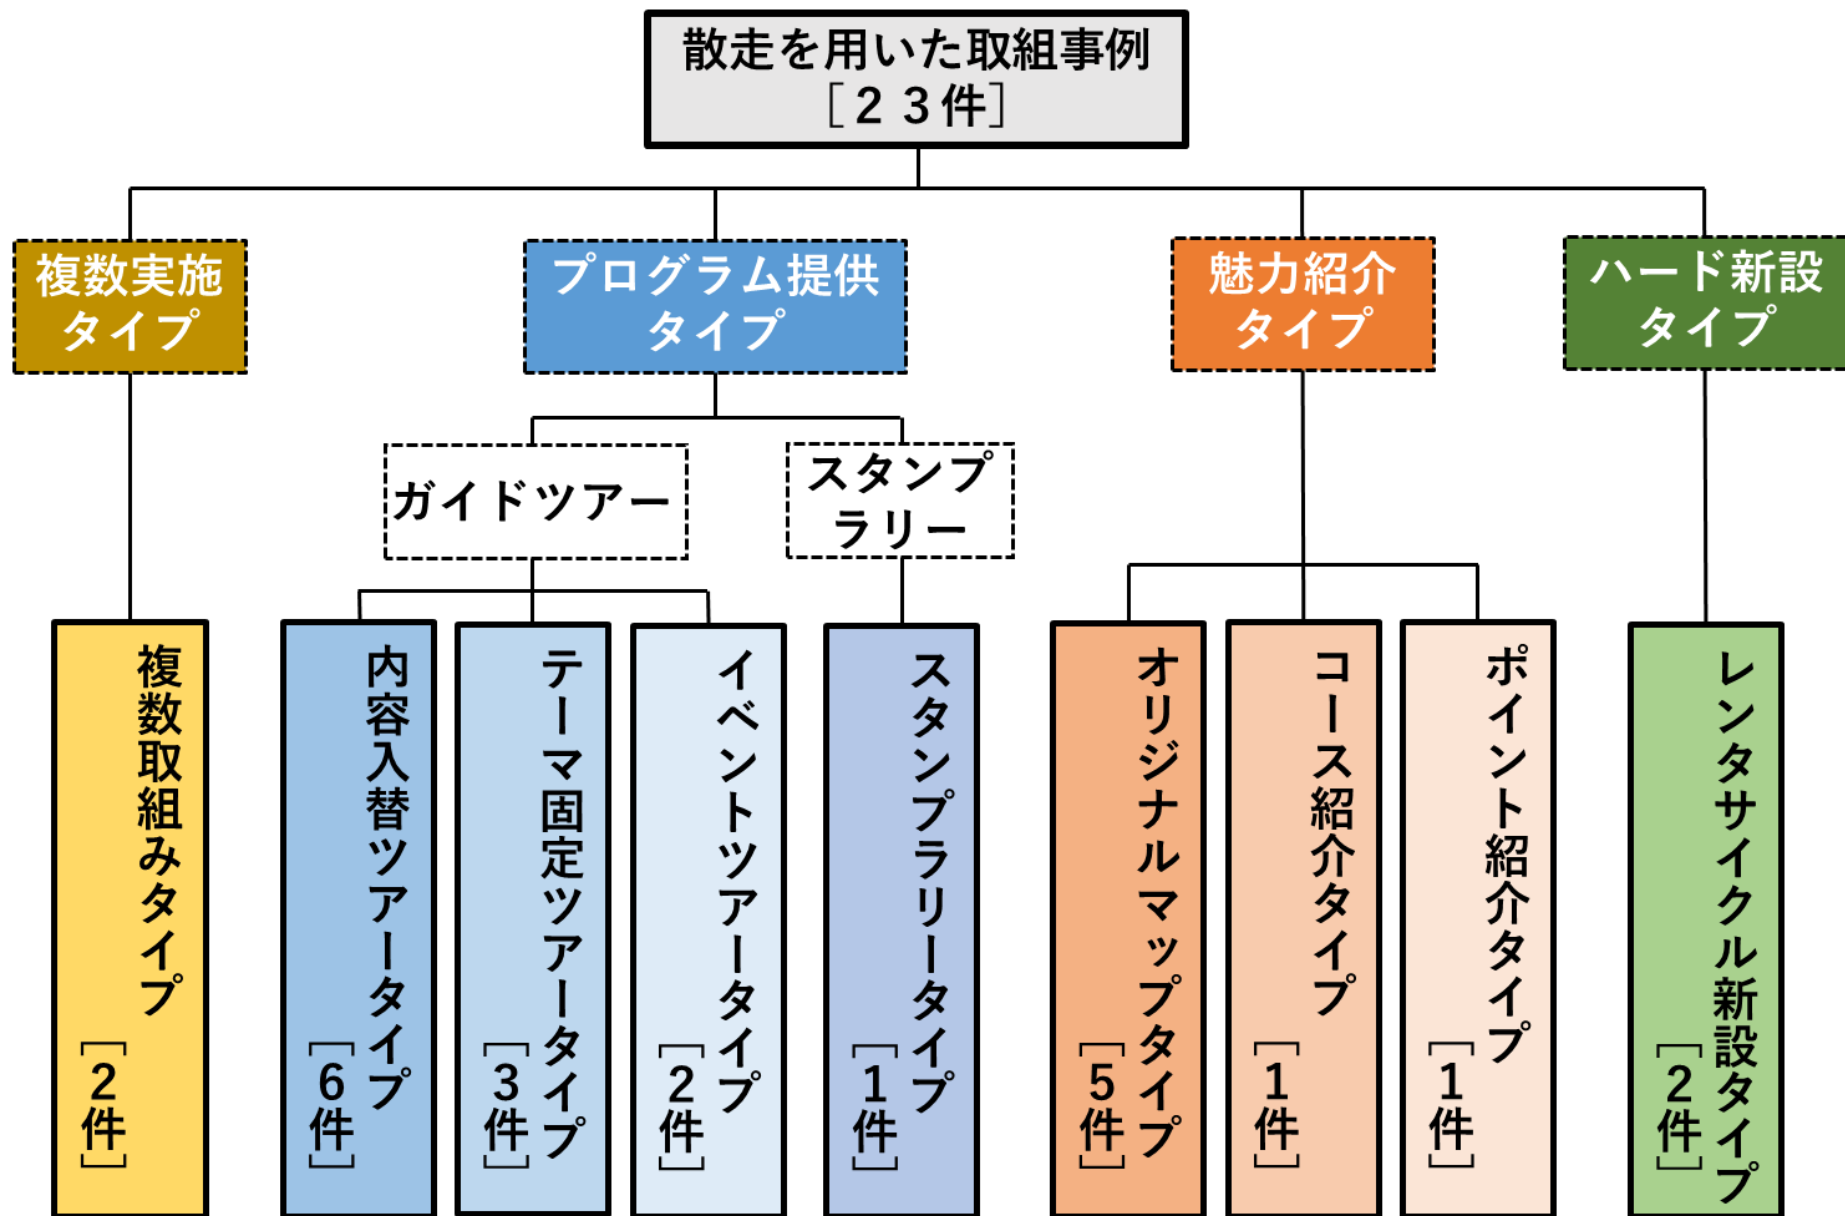 散走を用いた取組事例
［２３件］
複数実施
タイプ
プログラム提供
タイプ
魅力紹介
タイプ
ハード新設
タイプ
ガイドツアー
スタンプ
ラリー
複数取組みタイプ
［2件］
内容入替ツアータイプ
［6件］
テーマ固定ツアータイプ
［3件］
イベントツアータイプ
［2件］
スタンプラリータイプ
［1件］
オリジナルマップタイプ
［5件］
コース紹介タイプ
［1件］
ポイント紹介タイプ
［1件］
レンタサイクル新設タイプ
［2件］